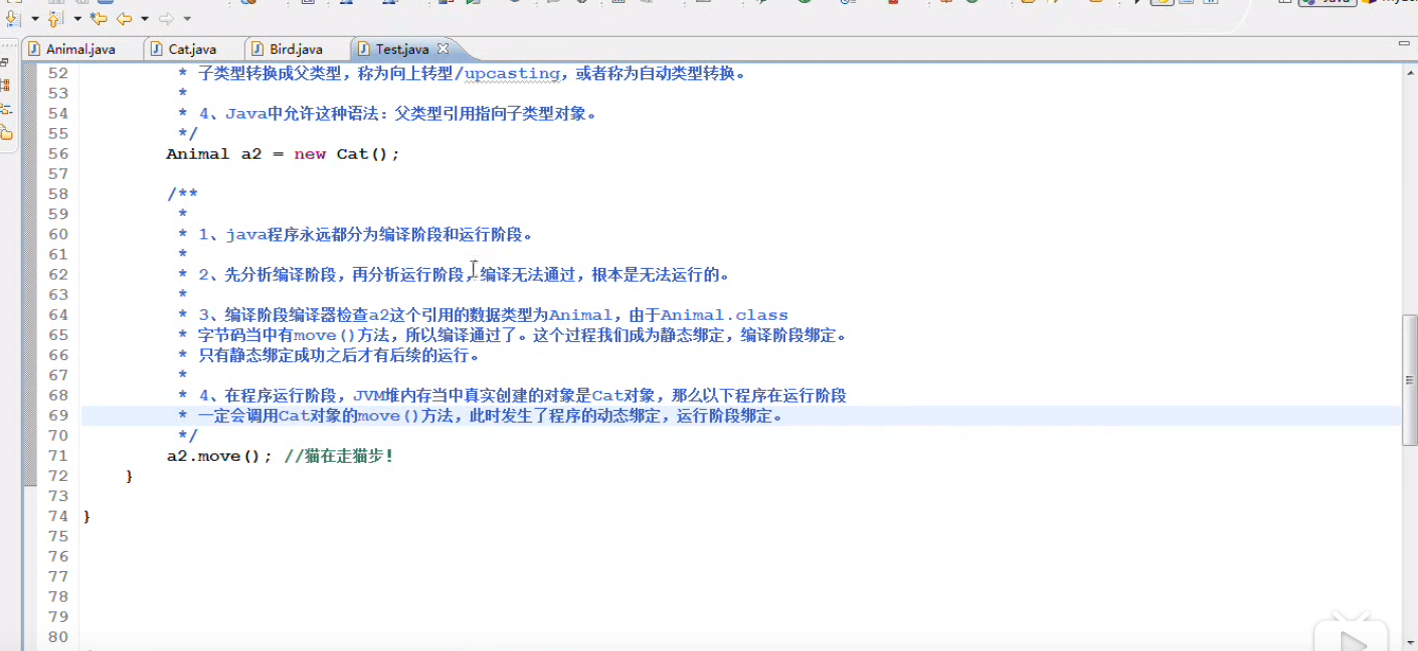 Animal.java Cat.java Bird.java Test.java
52 * 子类型转换成父类型，称为向上转型/upcasting，或者称为自动类型转换。
53 *
54 * 4、Java中允许这种语法：父类型引用指向子类型对象。
55 */
56 Animal a2 = new Cat();
57
58 /**
59 *
60 * 1、java程序永远都分为编译阶段和运行阶段。
61 *
62 * 2、先分析编译阶段，再分析运行阶段，编译无法通过，根本是无法运行的。
63 *
64 * 3、编译阶段编译器检查a2这个引用的数据类型为Animal，由于Animal.class
65 * 字节码当中有move()方法，所以编译通过了。这个过程我们成为静态绑定，编译阶段绑定。
66 * 只有静态绑定成功之后才有后续的运行。
67 *
68 * 4、在程序运行阶段，JVM堆内存当中真实创建的对象是Cat对象，那么以下程序在运行阶段
69 * 一定会调用Cat对象的move()方法，此时发生了程序的动态绑定，运行阶段绑定。
70 */
71 a2.move(); //猫在走猫步！
72 }
73
74 }
75
76
77
78
79
80